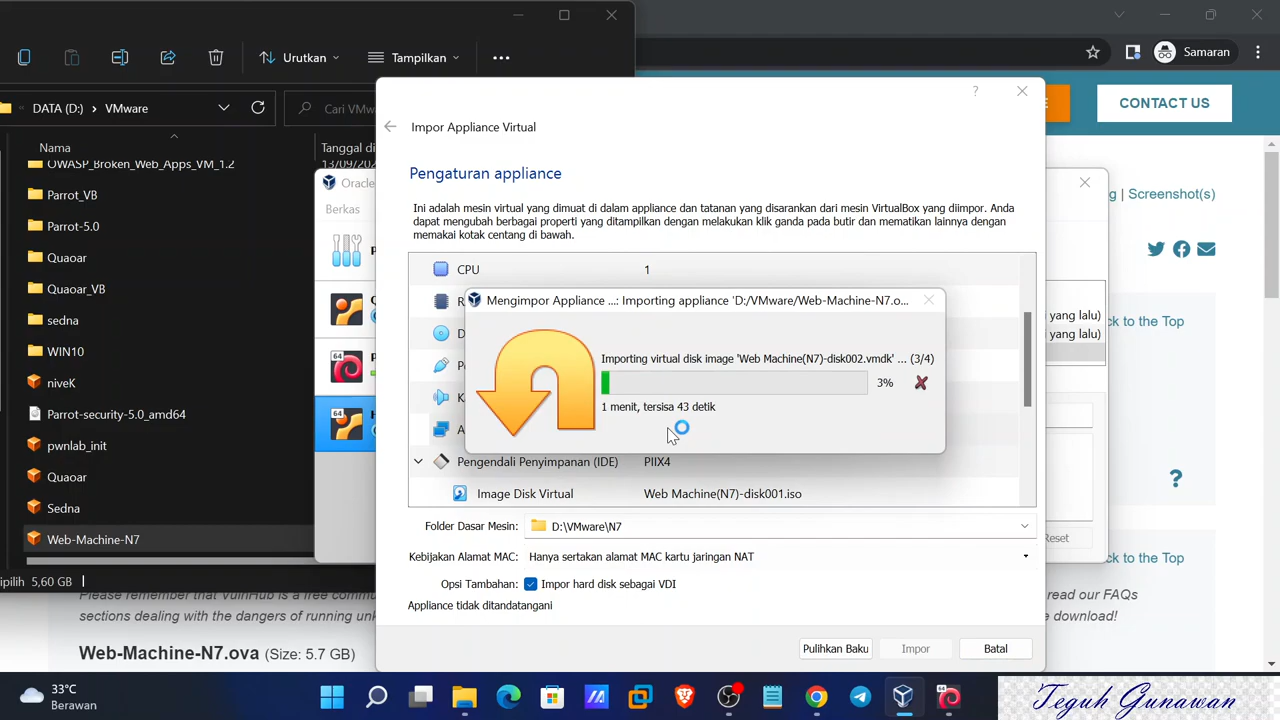 Urutkan
Tampilkan
Samaran
DATA (D:)
VMware
Cari VMw
CONTACT US
Nama
Tanggal di
OWASP_Broken_Web_Apps_VM_1.2
13/09/202
Parrot_VB
Parrot-5.0
Quaoar
Quaoar_VB
sedna
WIN10
niveK
Parrot-security-5.0_amd64
pwnlab_init
Quaoar
Sedna
Web-Machine-N7
ipilih 5,60 GB
Oracle
Berkas
Impor Appliance Virtual
Pengaturan appliance
Ini adalah mesin virtual yang dimuat di dalam appliance dan tatanan yang disarankan dari mesin VirtualBox yang diimpor. Anda
dapat mengubah berbagai properti yang ditampilkan dengan melakukan klik ganda pada butir dan mematikan lainnya dengan
memakai kotak centang di bawah.
CPU 1
Mengimpor Appliance ...: Importing appliance 'D:/VMware/Web-Machine-N7.o...
Importing virtual disk image 'Web Machine(N7)-disk002.vmdk' ... (3/4)
3%
1 menit, tersisa 43 detik
Pengendali Penyimpanan (IDE) PIIX4
Image Disk Virtual Web Machine(N7)-disk001.iso
Folder Dasar Mesin: D:\VMware\N7
Kebijakan Alamat MAC: Hanya sertakan alamat MAC kartu jaringan NAT
Opsi Tambahan: Impor hard disk sebagai VDI
Appliance tidak ditandatangani
Pulihkan Baku Impor Batal
g | Screenshot(s)
i yang lalu)
yang lalu)
ck to the Top
Reset
ck to the Top
Please remember that VulnHub is a free commu
read our FAQs
sections dealing with the dangers of running unk
e download!
Web-Machine-N7.ova (Size: 5.7 GB)
33°C
Berawan
Teguh Gunawan